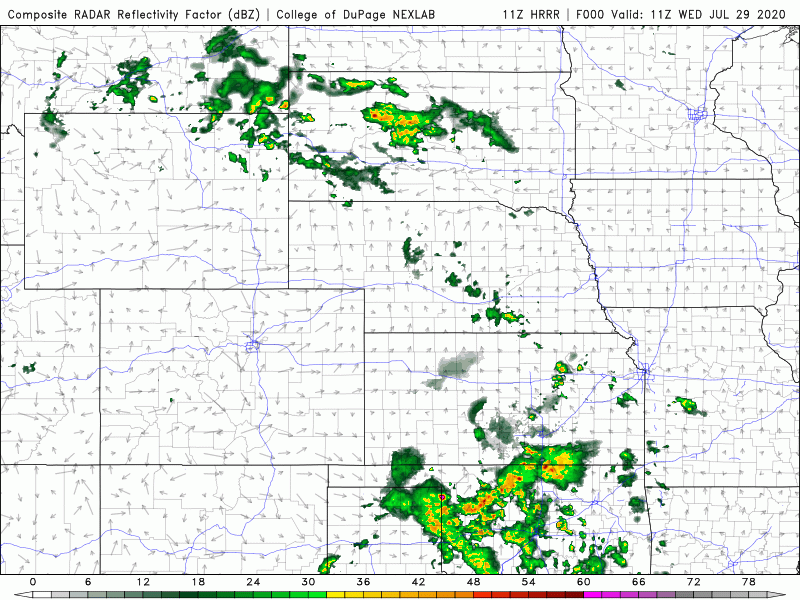 Composite RADAR Reflectivity Factor (dBZ) | College of DuPage NEXLAB 11Z HRRR | F000 Valid: 11Z WED JUL 29 2020
0 6 12 18 24 30 36 42 48 54 60 66 72 78